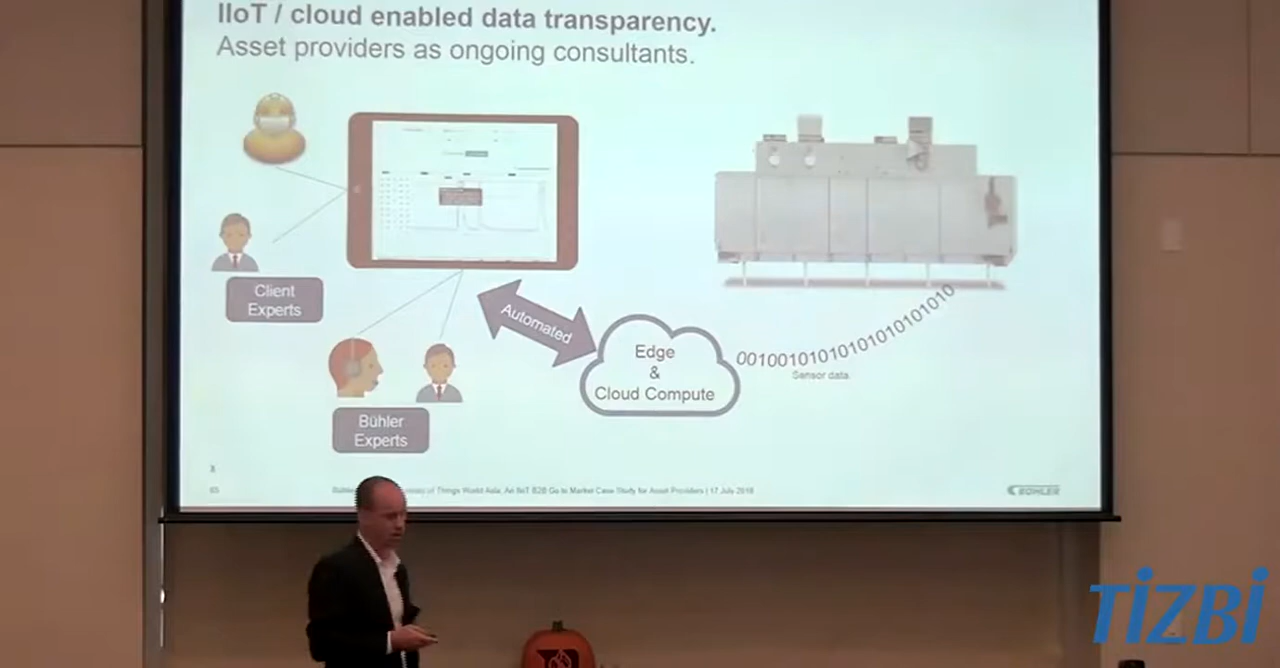 IIoT / cloud enabled data transparency.
Asset providers as ongoing consultants.
Client
Experts
Automated
Edge
&
Cloud Compute
001001010101010101010101010
Sensor data
Bühler
Experts
of Things World Asia: An IIoT B2B Go to Market Case Study for Asset Providers | 17 July 2018
BÜHLER
TiZBi